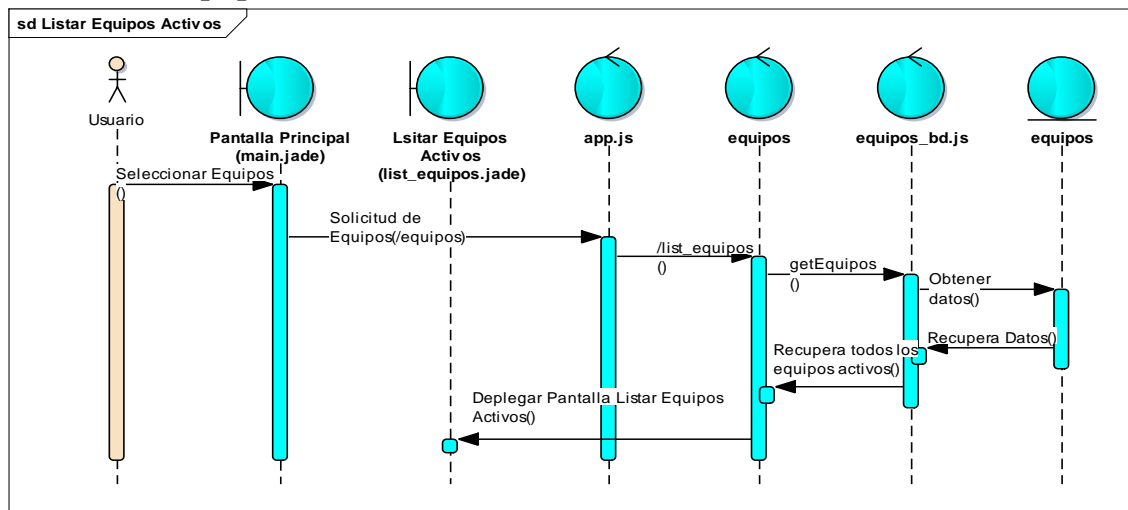 sd Listar Equipos Activos
Usuario
Pantalla Principal
(main.jade)
Lsitar Equipos
Activos
(list_equipos.jade)
app.js
equipos
equipos_bd.js
equipos
Seleccionar Equipos
()
Solicitud de
Equipos(/equipos)
/list_equipos
()
getEquipos
()
Obtener
datos()
Recupera Datos()
Recupera todos los
equipos activos()
Deplegar Pantalla Listar Equipos
Activos()